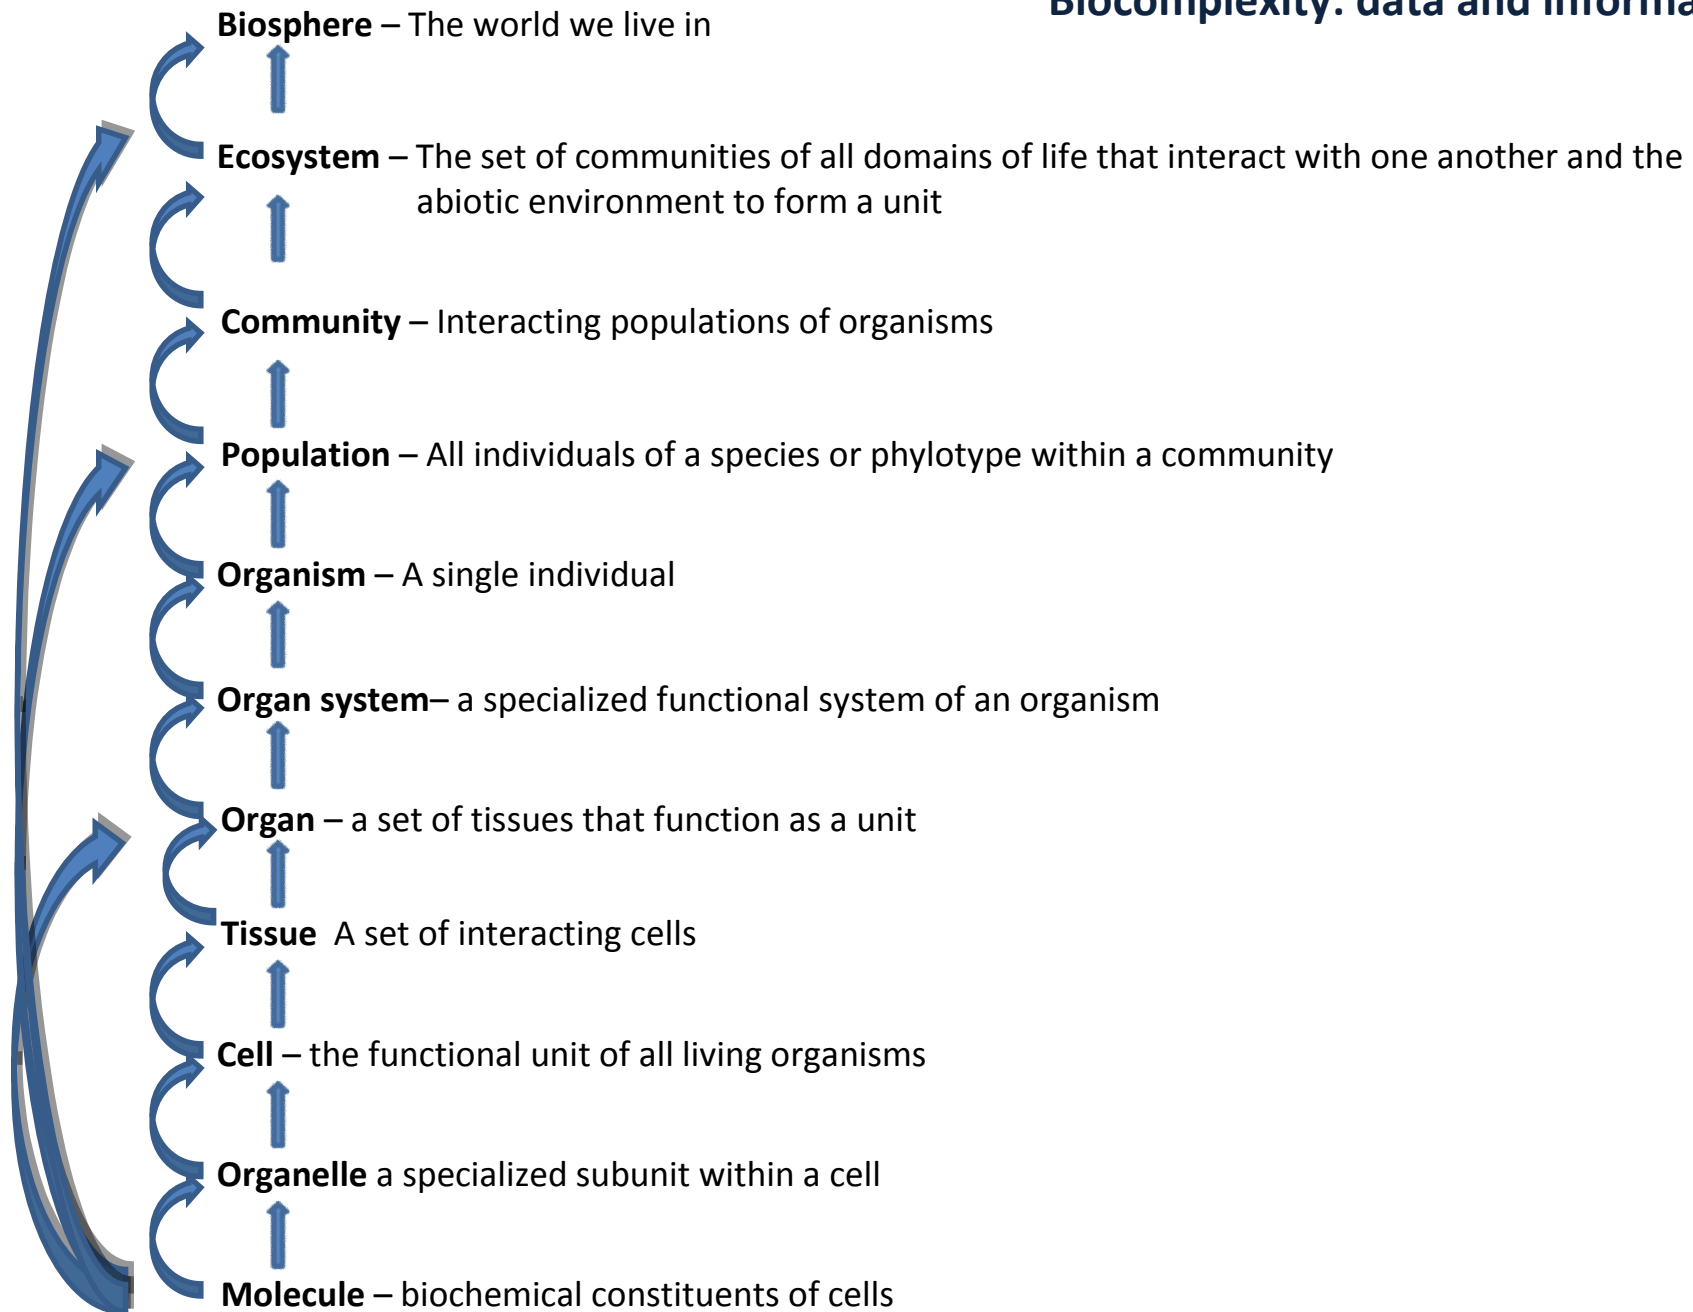 Biocomplexity: data and informa
Biosphere – The world we live in
Ecosystem – The set of communities of all domains of life that interact with one another and the
abiotic environment to form a unit
Community – Interacting populations of organisms
Population – All individuals of a species or phylotype within a community
Organism – A single individual
Organ system– a specialized functional system of an organism
Organ – a set of tissues that function as a unit
Tissue  A set of interacting cells
Cell – the functional unit of all living organisms
Organelle a specialized subunit within a cell
Molecule – biochemical constituents of cells